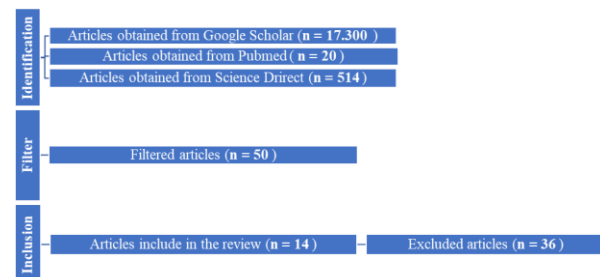 Identification
Articles obtained from Google Scholar (n = 17.300 )
Articles obtained from Pubmed ( n = 20 )
Articles obtained from Science Drirect ( n = 514 )
Filter
Filtered articles (n = 50 )
Inclusion
Articles include in the review ( n = 14 )
Excluded articles ( n = 36 )